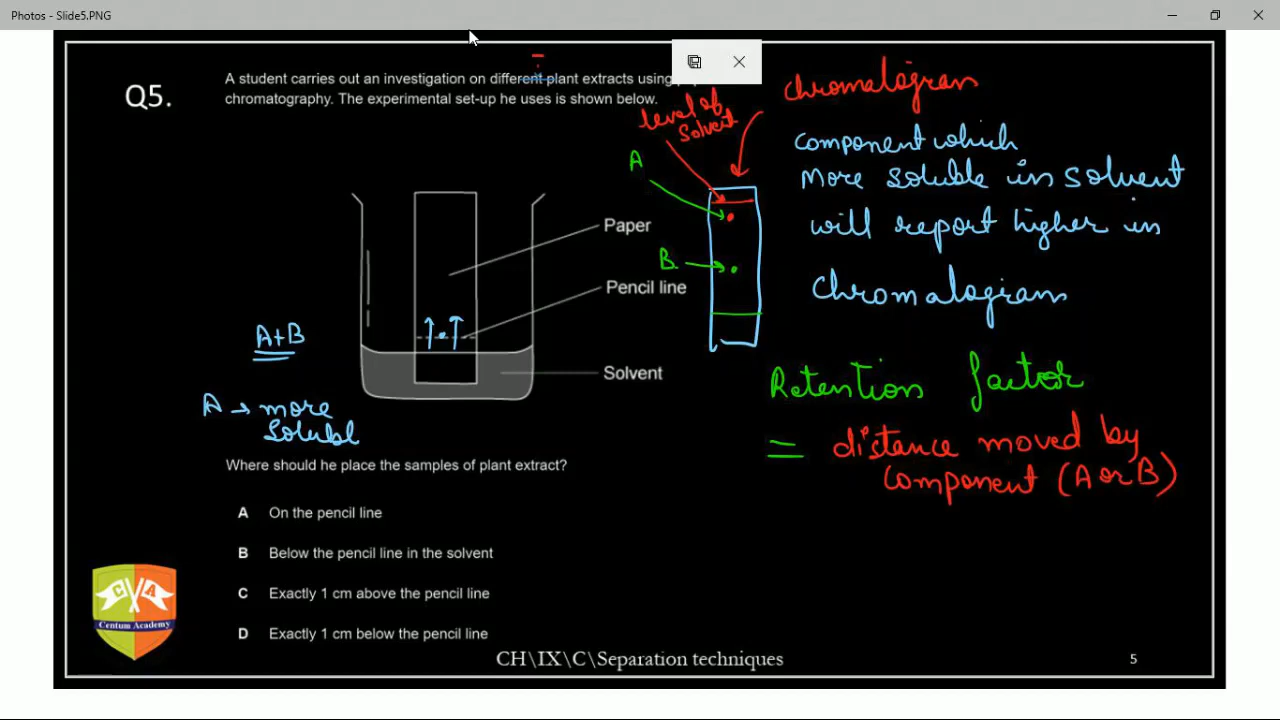 Photos - Slide5.PNG
Q5.
A student carries out an investigation on different plant extracts using
chromatography. The experimental set-up he uses is shown below.
chromalogram
level of
Solvent
A
B
component which
more soluble in solvent
will report higher in
Chromalogram
Paper
Pencil line
Solvent
A+B
A → more
Solubl
Retention factor
= distance moved by
component (A or B)
Where should he place the samples of plant extract?
A On the pencil line
B Below the pencil line in the solvent
C Exactly 1 cm above the pencil line
D Exactly 1 cm below the pencil line
C A
Centum Academy
CH\IX\C\Separation techniques
5